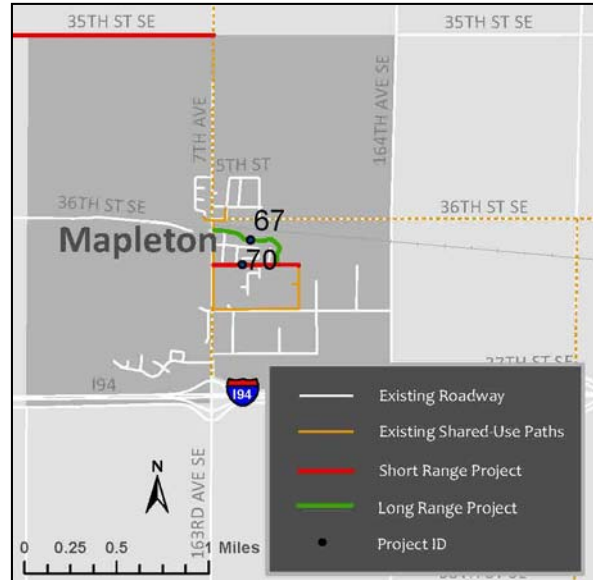 35TH ST SE
35TH ST SE
7TH AVE
164TH AVE SE
5TH ST
36TH ST SE
67
36TH ST SE
Mapleton
70
I94
I94
163RD AVE SE
N
0 0.25 0.5 1 Miles
Existing Roadway
Existing Shared-Use Paths
Short Range Project
Long Range Project
Project ID